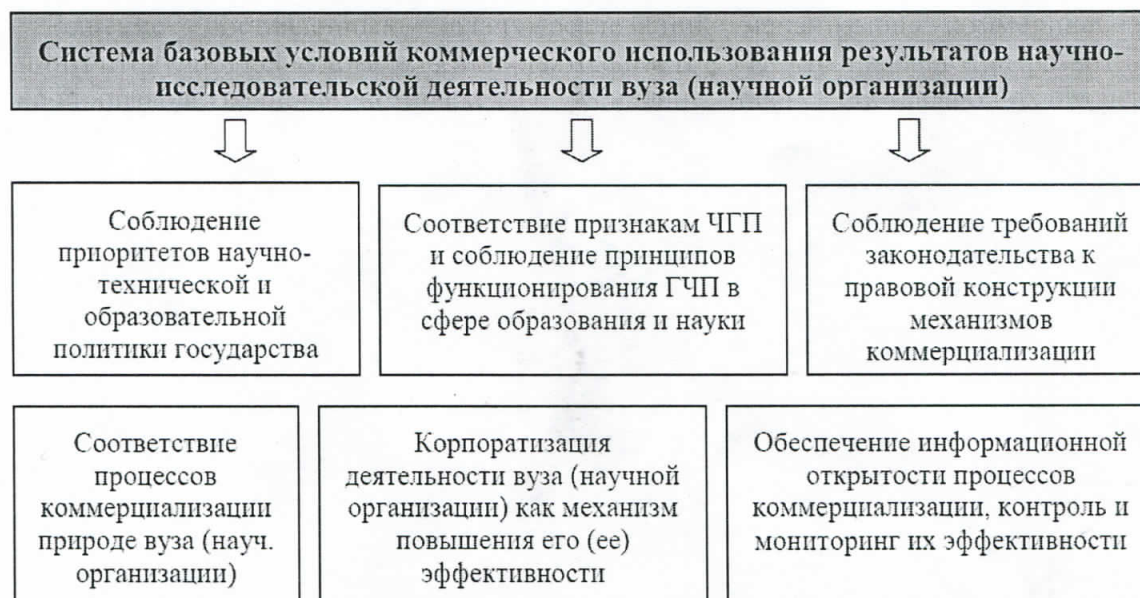 Система базовых условий коммерческого использования результатов научно-
исследовательской деятельности вуза (научной организации)
Соблюдение
приоритетов научно-
технической и
образовательной
политики государства
Соответствие признакам ЧГП
и соблюдение принципов
функционирования ГЧП в
сфере образования и науки
Соблюдение требований
законодательства к
правовой конструкции
механизмов
коммерциализации
Соответствие
процессов
коммерциализации
природе вуза (науч.
организации)
Корпоратизация
деятельности вуза (научной
организации) как механизм
повышения его (ее)
эффективности
Обеспечение информационной
открытости процессов
коммерциализации, контроль и
мониторинг их эффективности